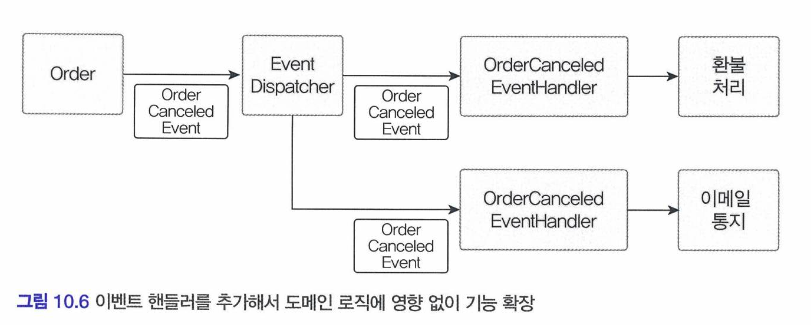 Order
Order
Canceled
Event
Event
Dispatcher
Order
Canceled
Event
OrderCanceled
EventHandler
환불
처리
Order
Canceled
Event
OrderCanceled
EventHandler
이메일
통지
그림 10.6 이벤트 핸들러를 추가해서 도메인 로직에 영향 없이 기능 확장